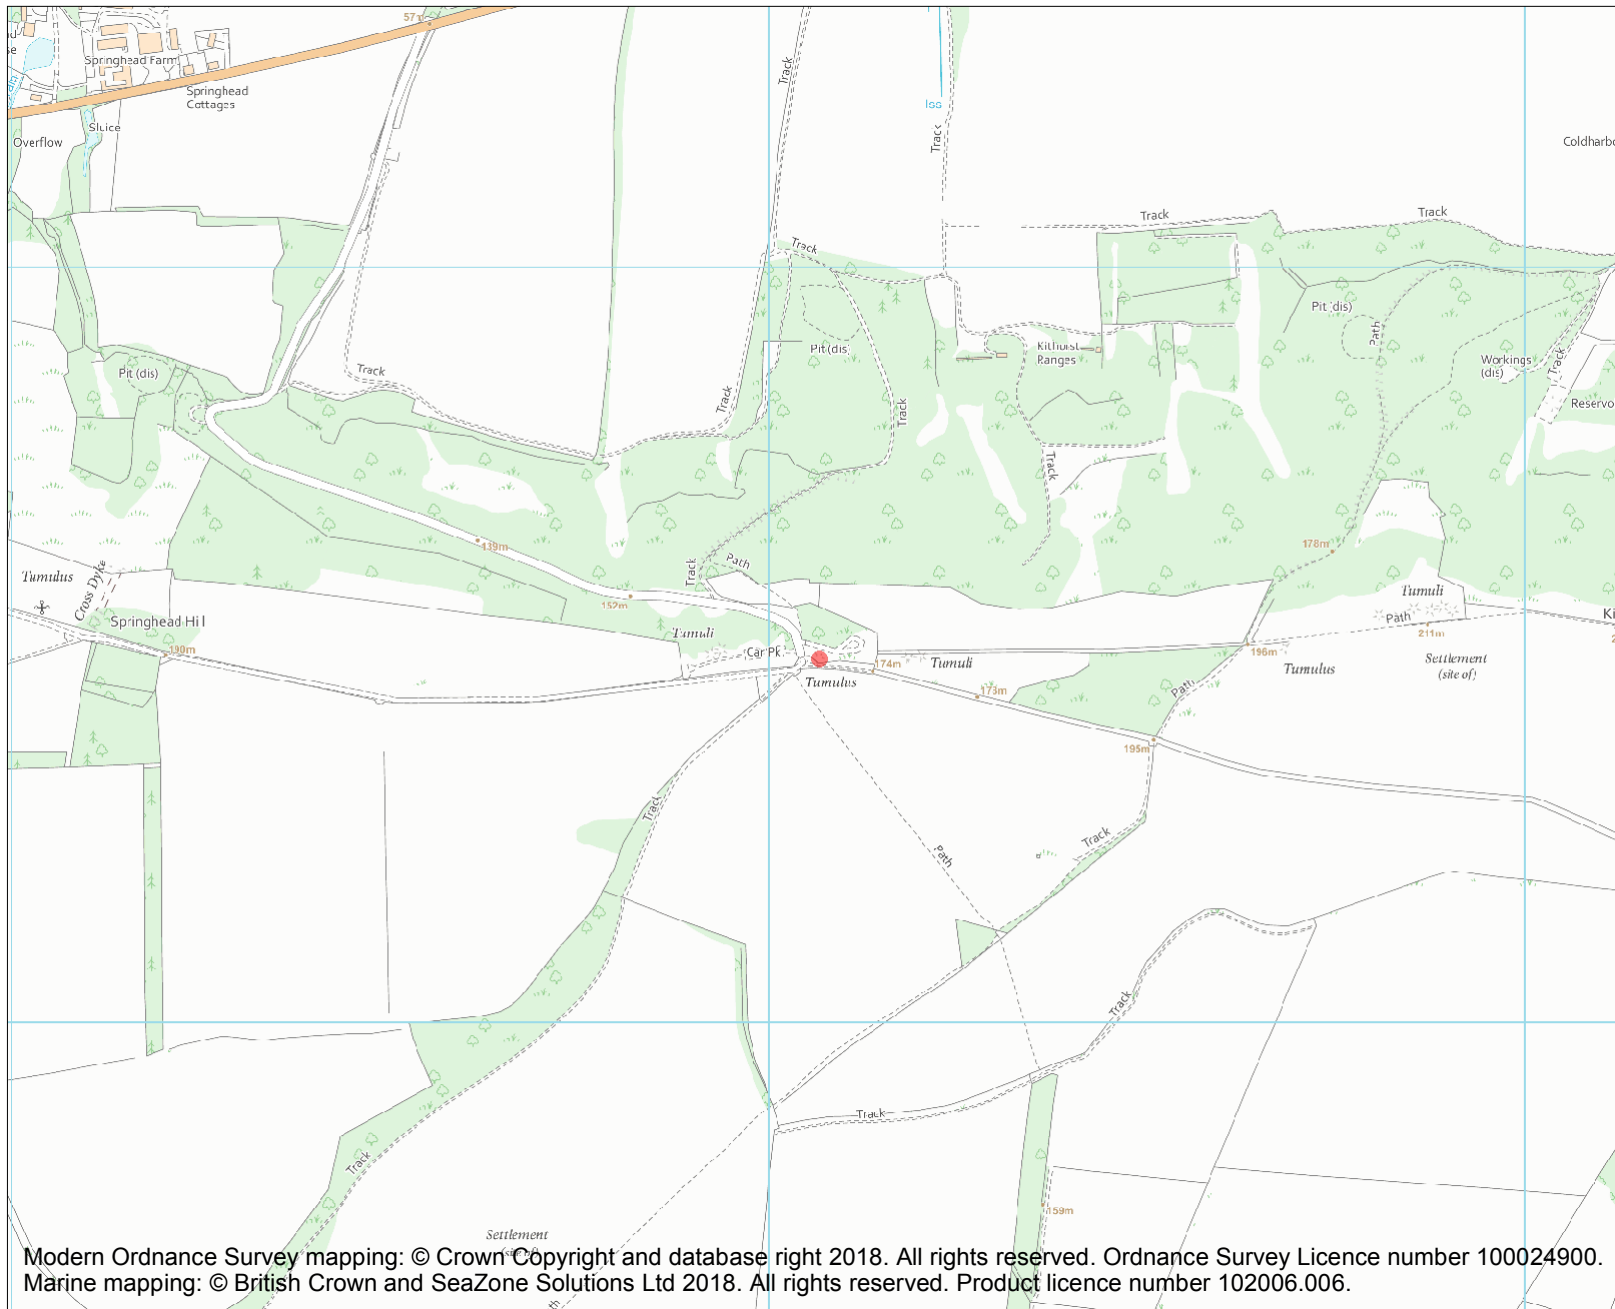 57
Springhead Farm
Springhead
Cottages
Sluice
Overflow
Track
Iss
Track
Coldharbo
Track
Track
Track
Pit (dis)
Path
Pit (dis)
Kithurst
Ranges
Workings
(dis)
Track
Pit (dis)
Track
Track
Track
Reservo
Track
139m
178m
Path
Track
Tumulus
Cross Dyke
152m
Tumuli
Springhead Hill
Tumuli
Path
Ki
211m
190m
Car Pk
174m
Tumuli
196m
Tumulus
Settlement
(site of)
Tumulus
173m
Path
195m
Track
Track
Path
Track
Track
Track
159m
Settlement
(site of)
Modern Ordnance Survey mapping: © Crown Copyright and database right 2018. All rights reserved. Ordnance Survey Licence number 100024900.
Marine mapping: © British Crown and SeaZone Solutions Ltd 2018. All rights reserved. Product licence number 102006.006.